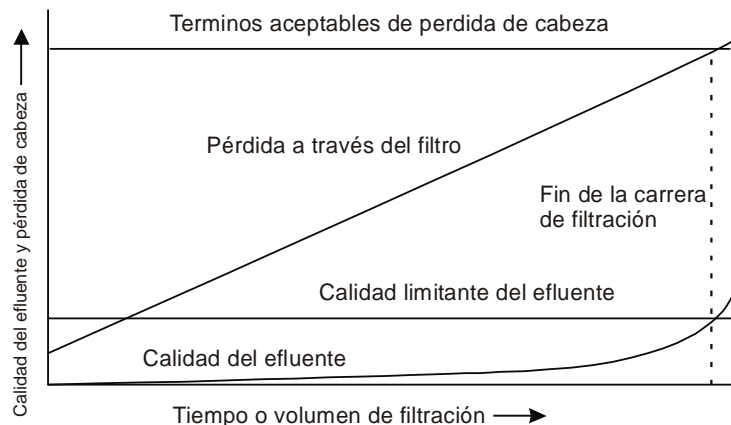 Terminos aceptables de perdida de cabeza
Pérdida a través del filtro
Fin de la carrera
de filtración
Calidad limitante del efluente
Calidad del efluente
Calidad del efluente y pérdida de cabeza
Tiempo o volumen de filtración